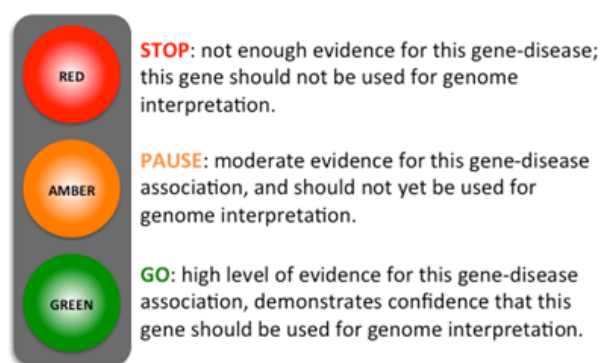 RED
STOP: not enough evidence for this gene-disease;
this gene should not be used for genome
interpretation.
AMBER
PAUSE: moderate evidence for this gene-disease
association, and should not yet be used for
genome interpretation.
GREEN
GO: high level of evidence for this gene-disease
association, demonstrates confidence that this
gene should be used for genome interpretation.